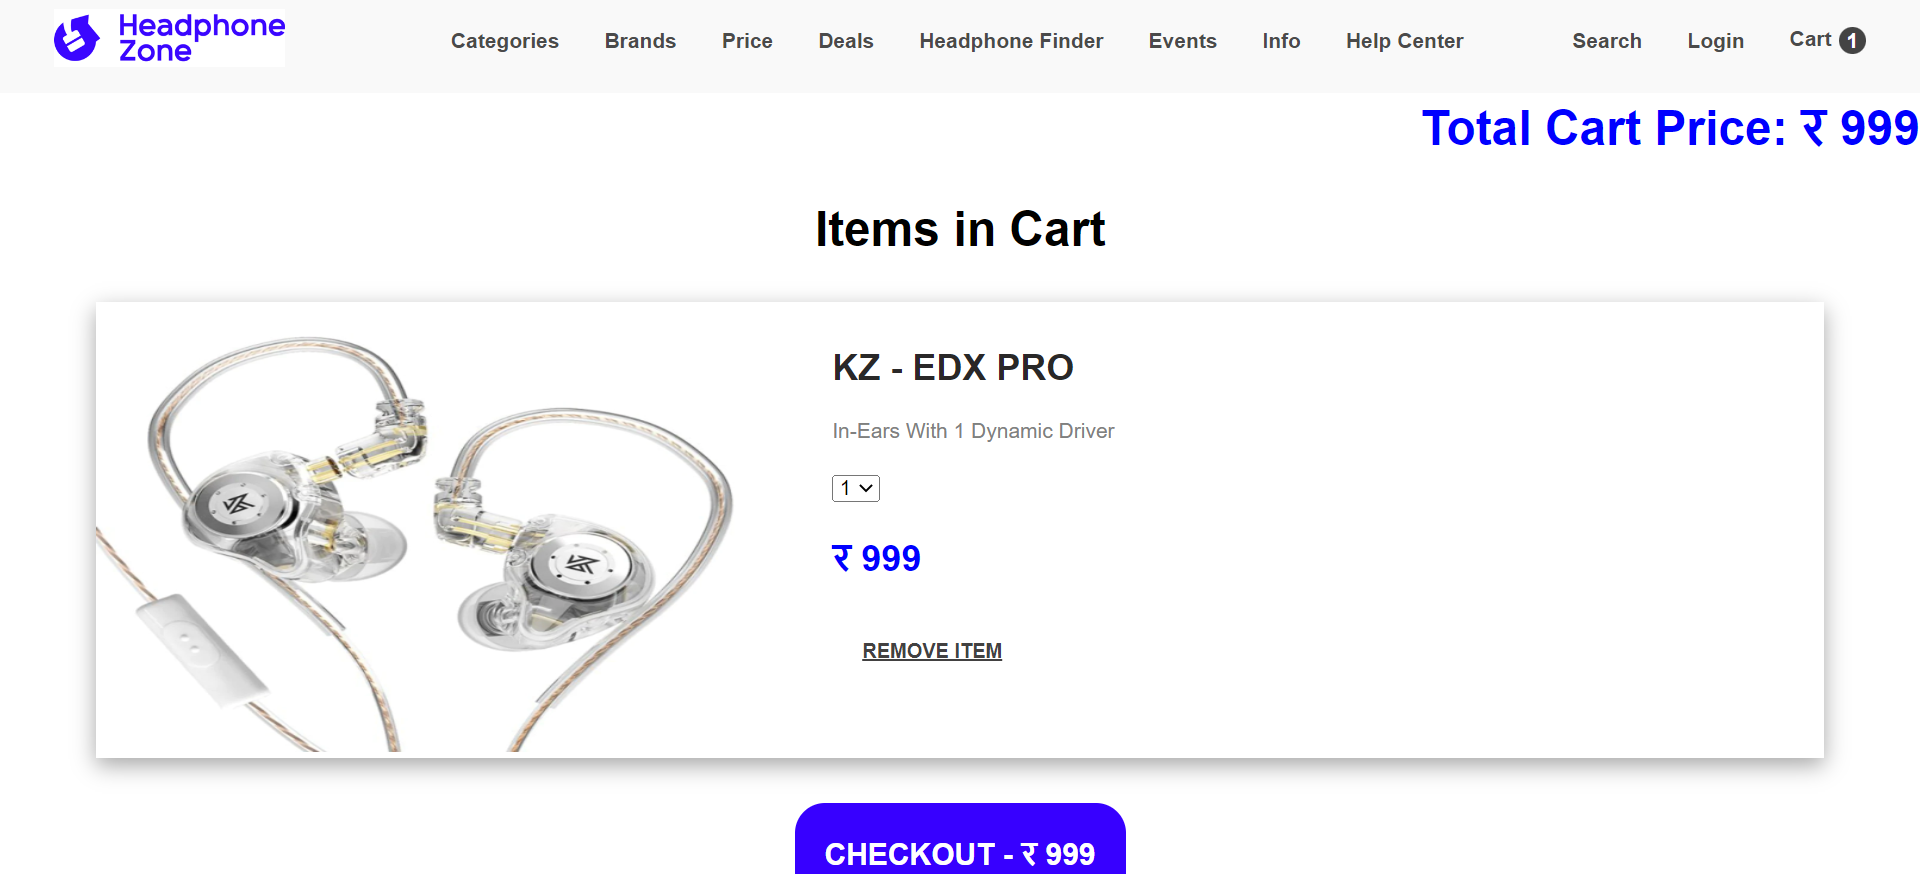 Headphone
Zone
Categories Brands Price Deals Headphone Finder Events Info Help Center Search Login Cart 1
Total Cart Price: र 999
Items in Cart
KZ - EDX PRO
In-Ears With 1 Dynamic Driver
1
र 999
REMOVE ITEM
CHECKOUT - र 999